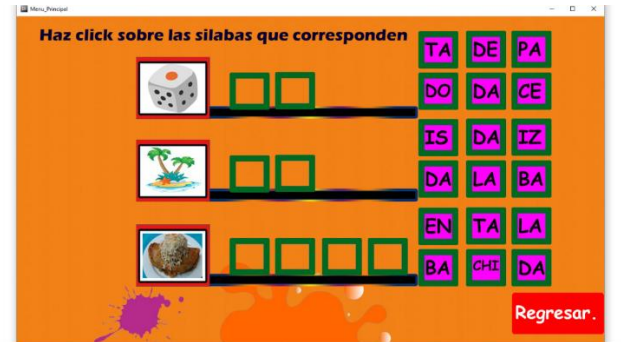 Menu_Principal
Haz click sobre las silabas que corresponden
TA DE PA
DO DA CE
IS DA IZ
DA LA BA
EN TA LA
BA CHI DA
Regresar.